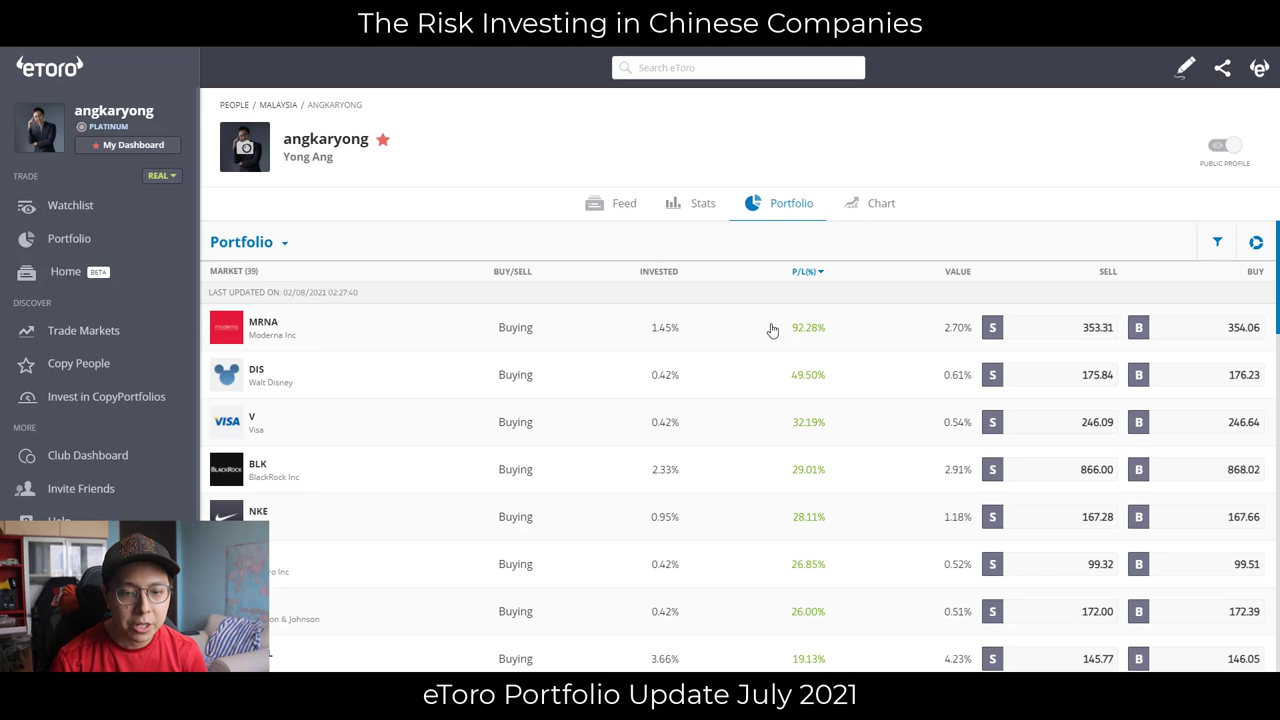 The Risk Investing in Chinese Companies
eToro
Search eToro
angkaryong
PLATINUM
My Dashboard
TRADE
REAL
Watchlist
Portfolio
Home BETA
DISCOVER
Trade Markets
Copy People
Invest in CopyPortfolios
MORE
Club Dashboard
Invite Friends
PEOPLE / MALAYSIA / ANGKARYONG
angkaryong
Yong Ang
PUBLIC PROFILE
Feed Stats Portfolio Chart
Portfolio
MARKET (39) BUY/SELL INVESTED P/L(%) VALUE SELL BUY
LAST UPDATED ON: 02/08/2021 02:27:40
moderna MRNA Buying 1.45% 92.28% 2.70% S 353.31 B 354.06
Moderna Inc
DIS Buying 0.42% 49.50% 0.61% S 175.84 B 176.23
Walt Disney
VISA V Buying 0.42% 32.19% 0.54% S 246.09 B 246.64
Visa
BLACKROCK BLK Buying 2.33% 29.01% 2.91% S 866.00 B 868.02
BlackRock Inc
NKE Buying 0.95% 28.11% 1.18% S 167.28 B 167.66
Buying 0.42% 26.85% 0.52% S 99.32 B 99.51
Inc
Buying 0.42% 26.00% 0.51% S 172.00 B 172.39
& Johnson
Buying 3.66% 19.13% 4.23% S 145.77 B 146.05
eToro Portfolio Update July 2021